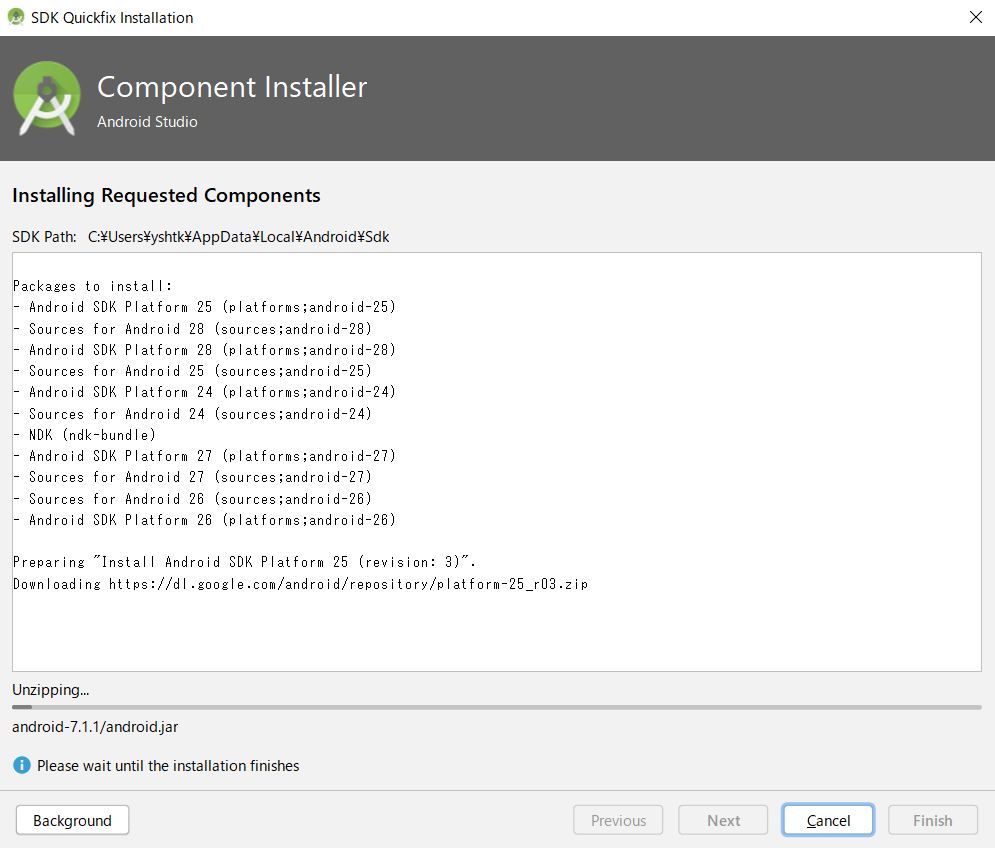 SDK Quickfix Installation
Component Installer
Android Studio
Installing Requested Components
SDK Path: C:¥Users¥yshtk¥AppData¥Local¥Android¥Sdk
Packages to install:
- Android SDK Platform 25 (platforms;android-25)
- Sources for Android 28 (sources;android-28)
- Android SDK Platform 28 (platforms;android-28)
- Sources for Android 25 (sources;android-25)
- Android SDK Platform 24 (platforms;android-24)
- Sources for Android 24 (sources;android-24)
- NDK (ndk-bundle)
- Android SDK Platform 27 (platforms;android-27)
- Sources for Android 27 (sources;android-27)
- Sources for Android 26 (sources;android-26)
- Android SDK Platform 26 (platforms;android-26)
Preparing "Install Android SDK Platform 25 (revision: 3)".
Downloading https://dl.google.com/android/repository/platform-25_r03.zip
Unzipping...
android-7.1.1/android.jar
Please wait until the installation finishes
Background Previous Next Cancel Finish